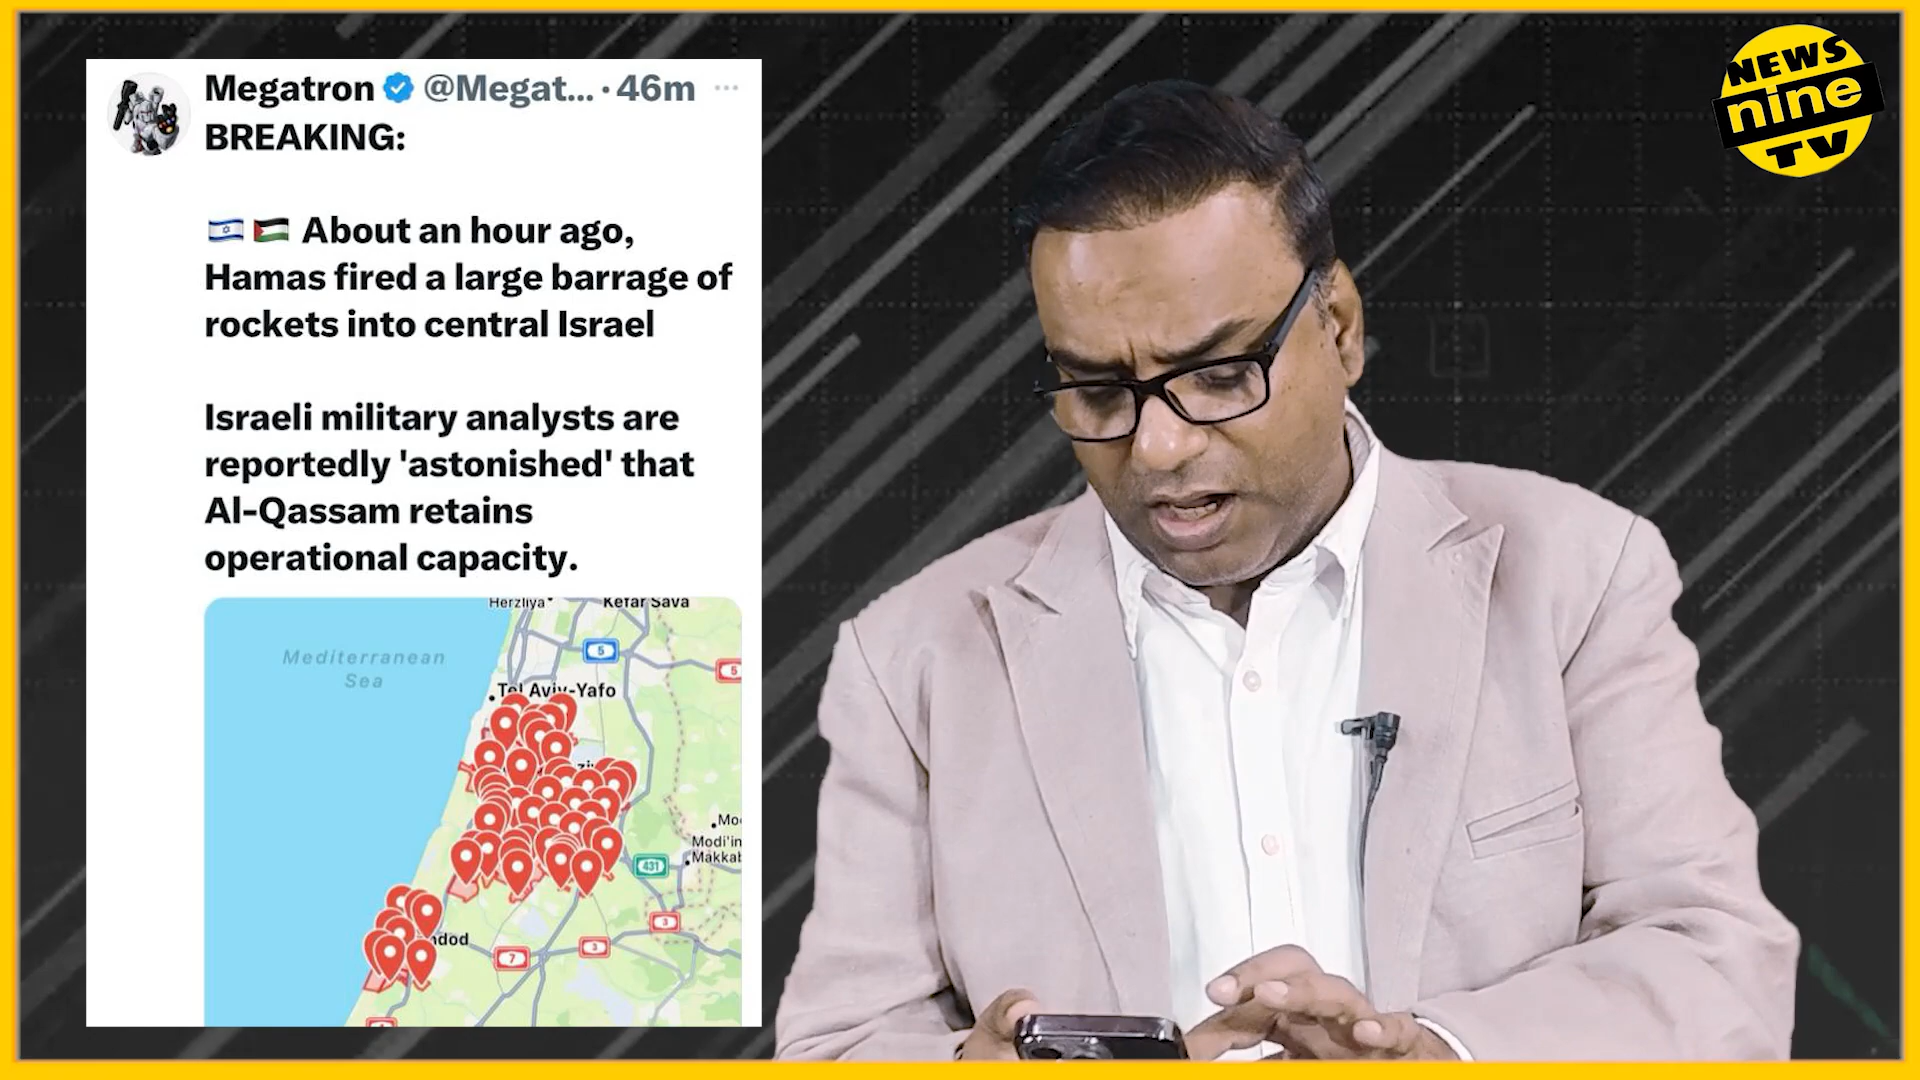 Megatron @Megat... · 46m
BREAKING:
About an hour ago,
Hamas fired a large barrage of
rockets into central Israel
Israeli military analysts are
reportedly 'astonished' that
Al-Qassam retains
operational capacity.
Herzliya
Kefar Sava
Mediterranean
Sea
5
5
Tel Aviv-Yafo
Modi'in
Makkab
431
3
ndod
7
3
NEWS
nine
TV